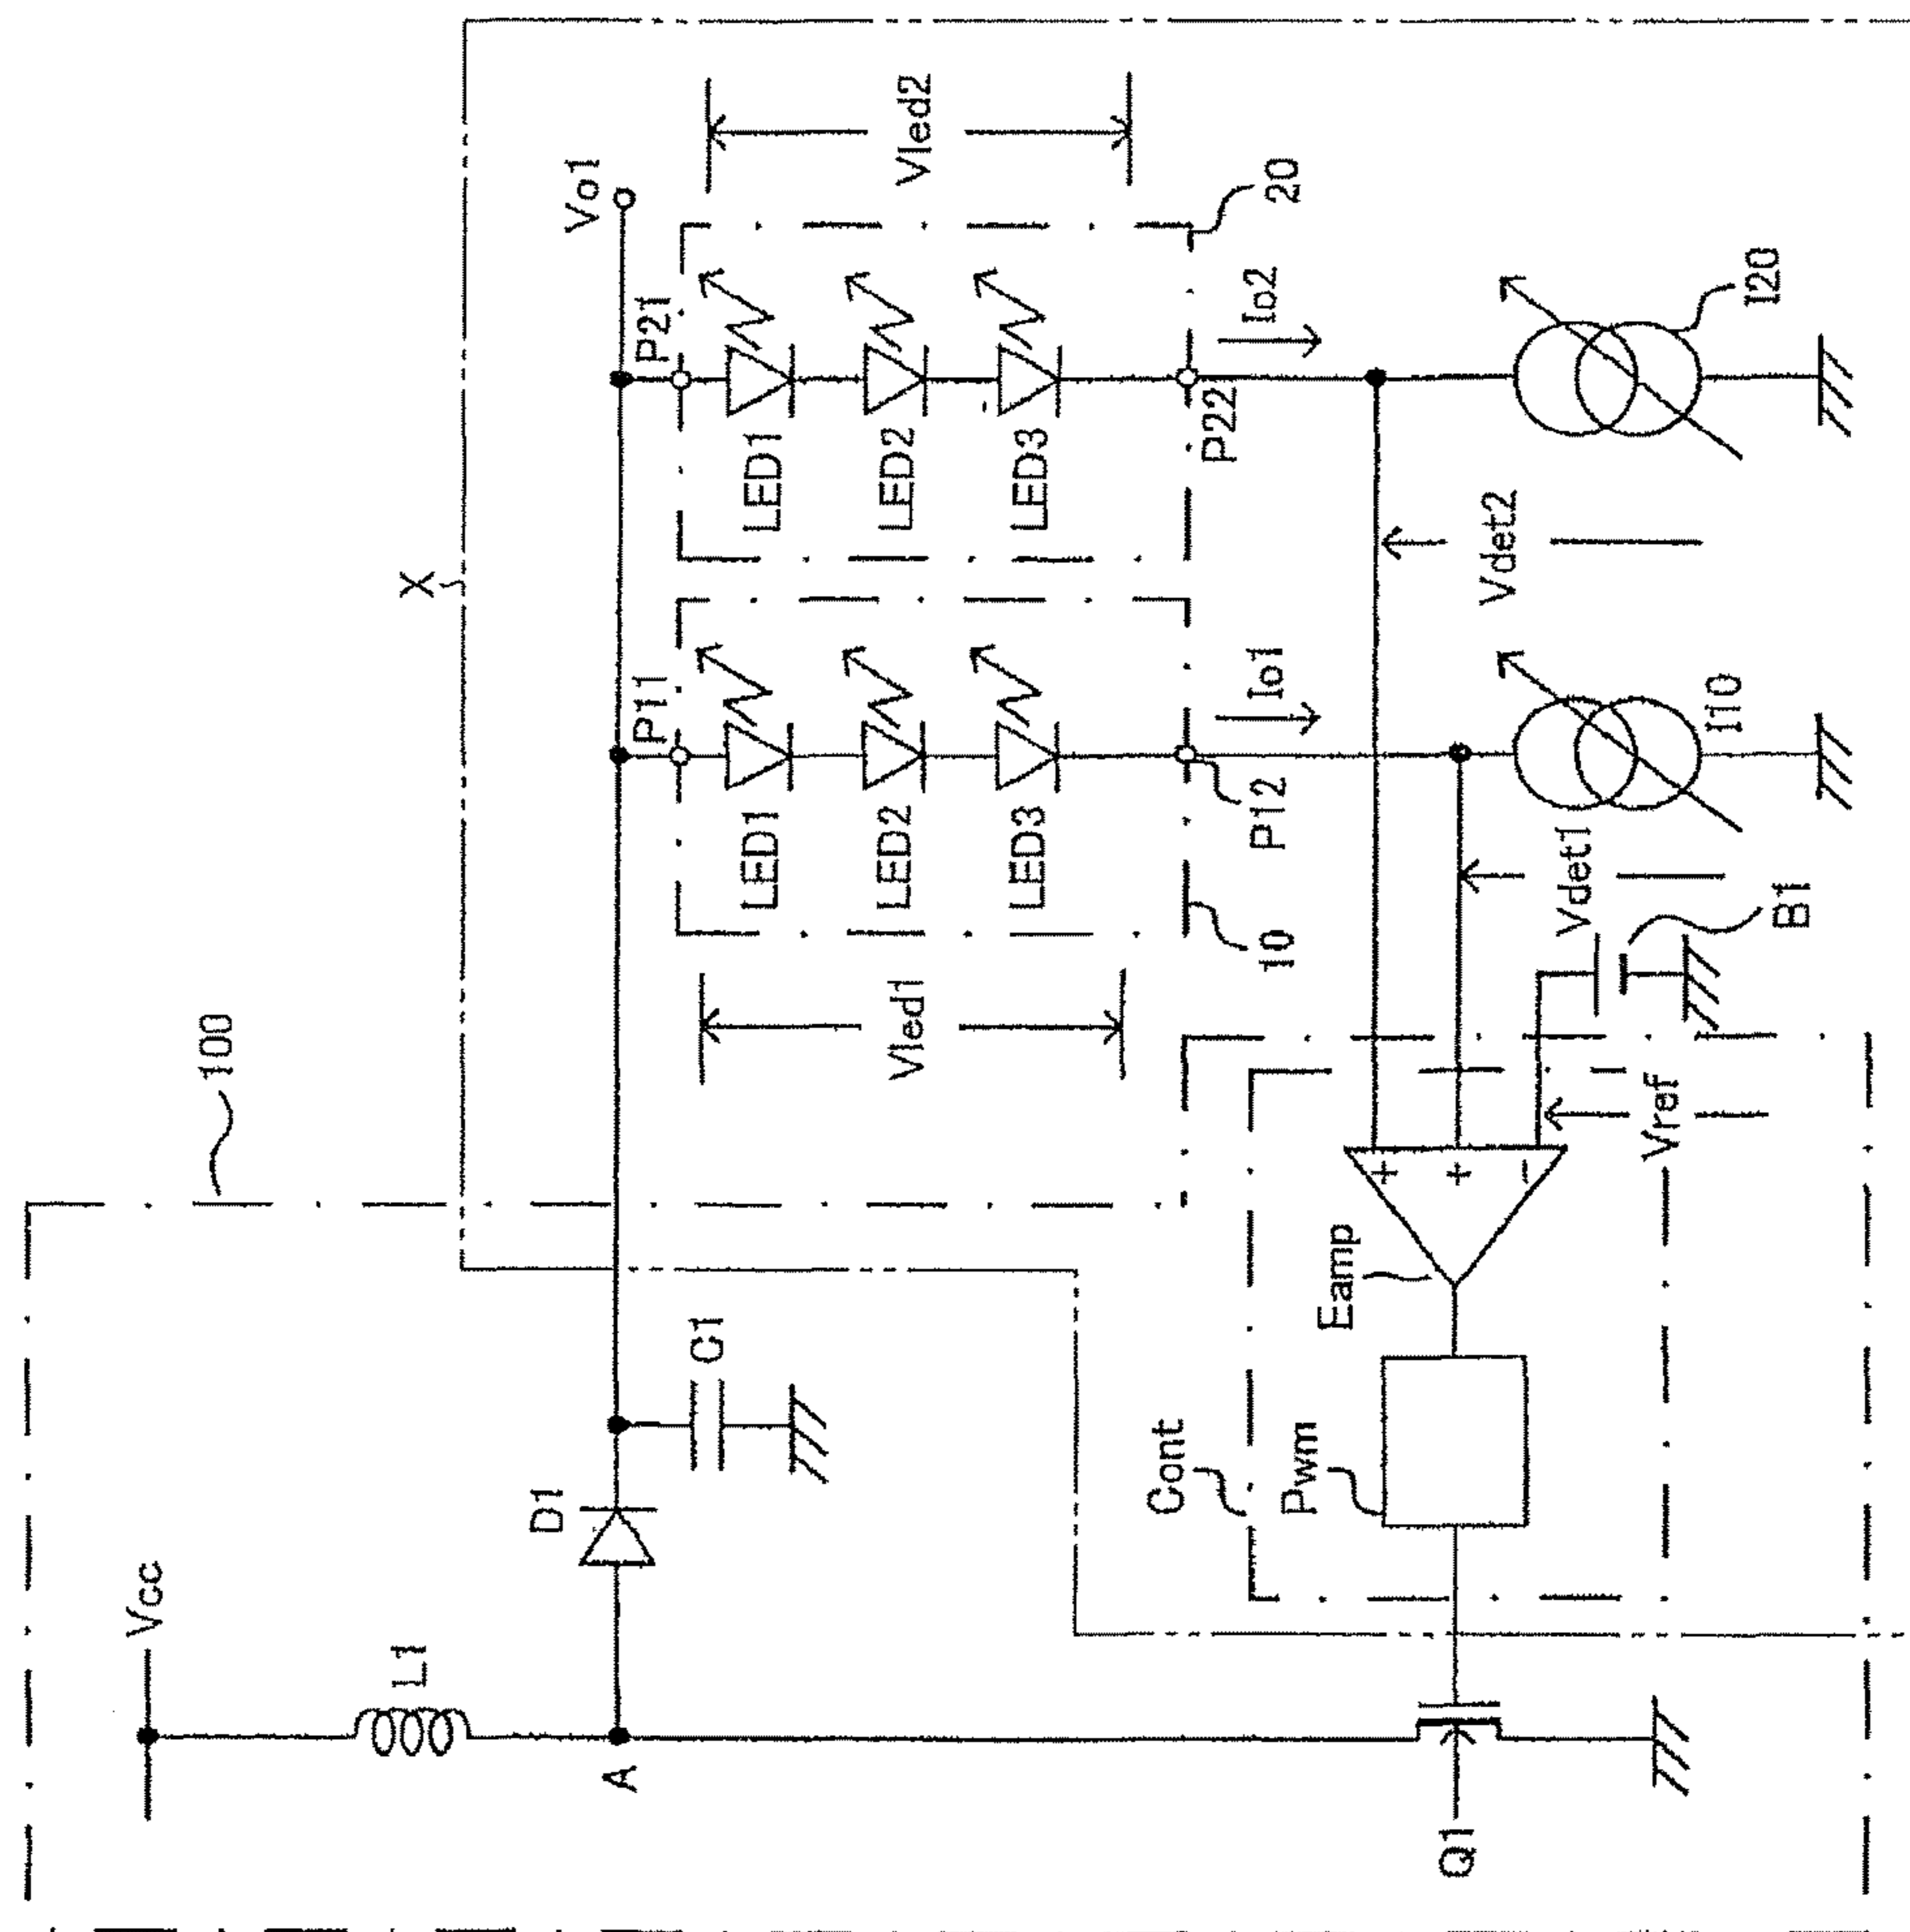 100
X
Vcc
L1
A
D1
C1
Vo1
P11
P21
LED1
LED2
LED3
LED1
LED2
LED3
Vled1
Vled2
10
20
P12
P22
Io1
Io2
Vdet1
Vdet2
I10
I20
B1
Vref
Eamp
Pwm
Cont
Q1